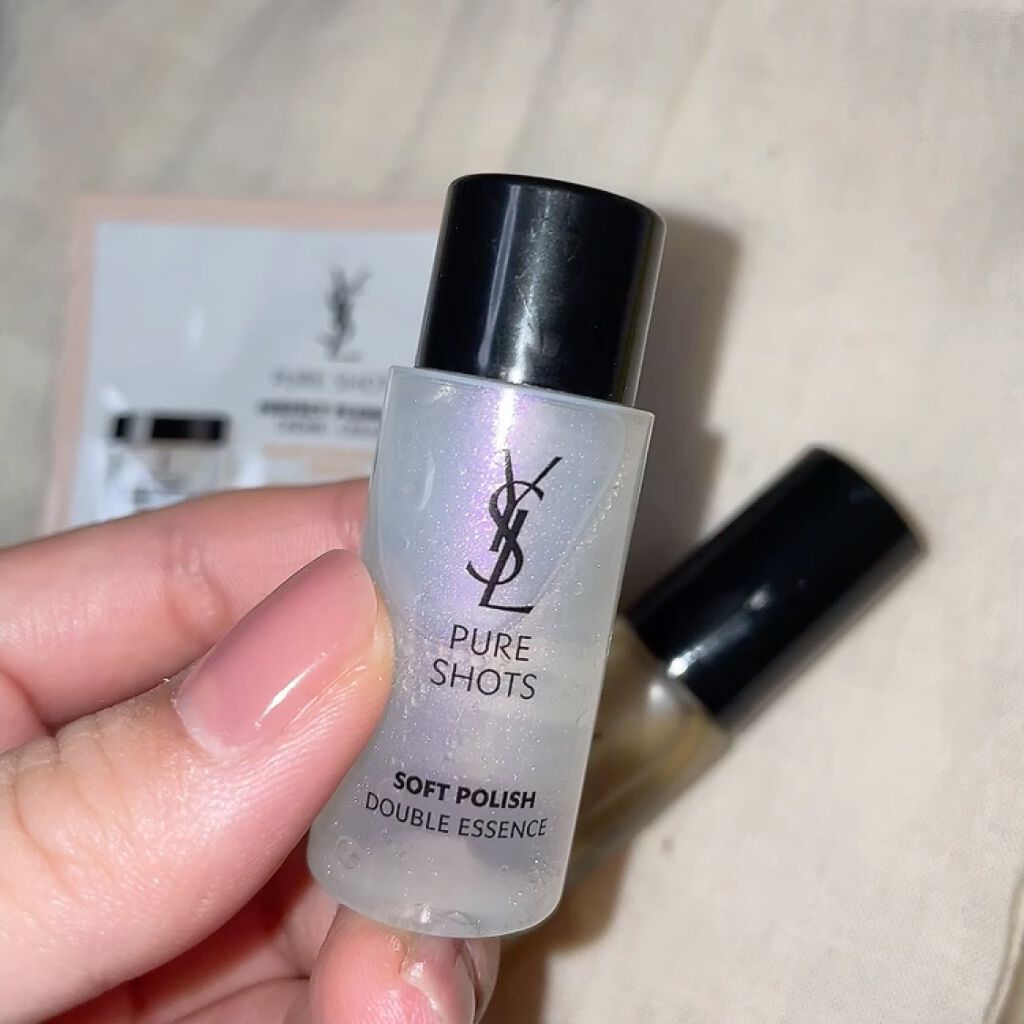 YSL
PURE
SHOTS
SOFT POLISH
DOUBLE ESSENCE
YSL
PURE SHOTS